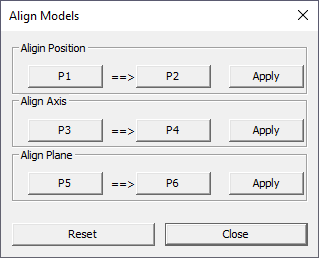 Align Models
Aligin Position
P1 ==> P2 Apply
Align Axis
P3 ==> P4 Apply
Align Plane
P5 ==> P6 Apply
Reset Close